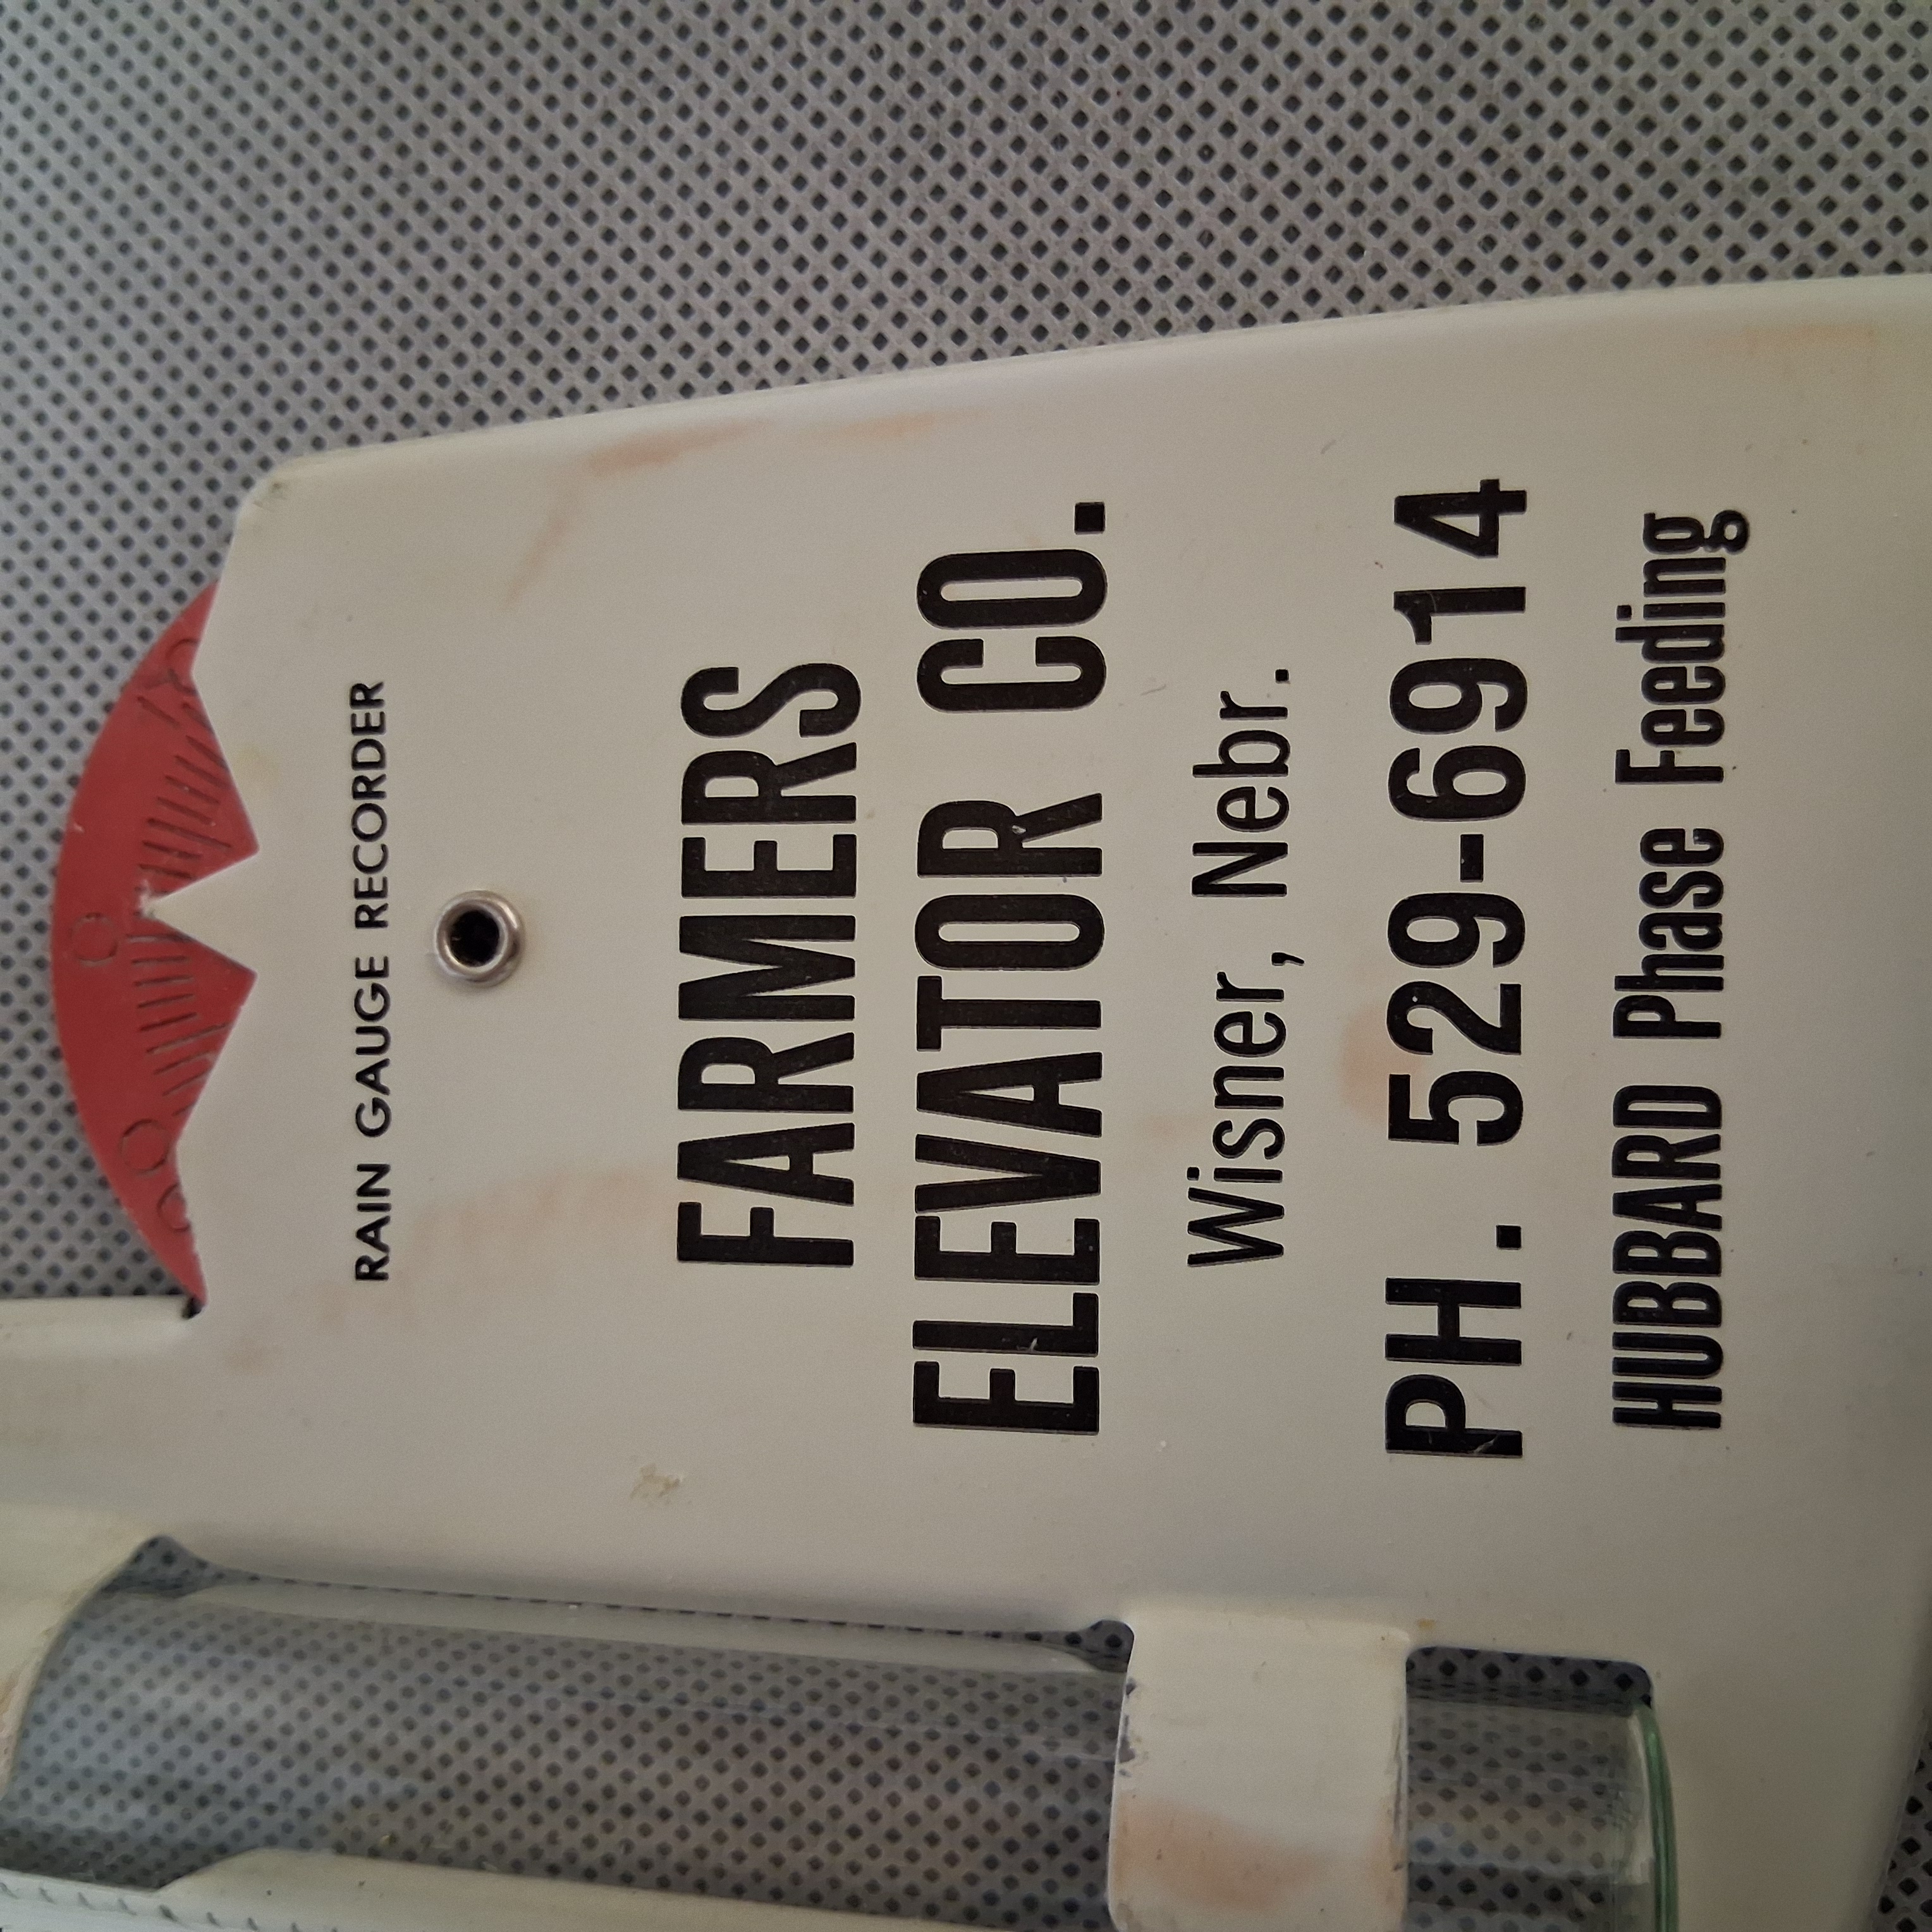 RAIN GAUGE RECORDER
FARMERS
ELEVATOR CO.
Wisner, Nebr.
PH. 529-6914
HUBBARD Phase Feeding